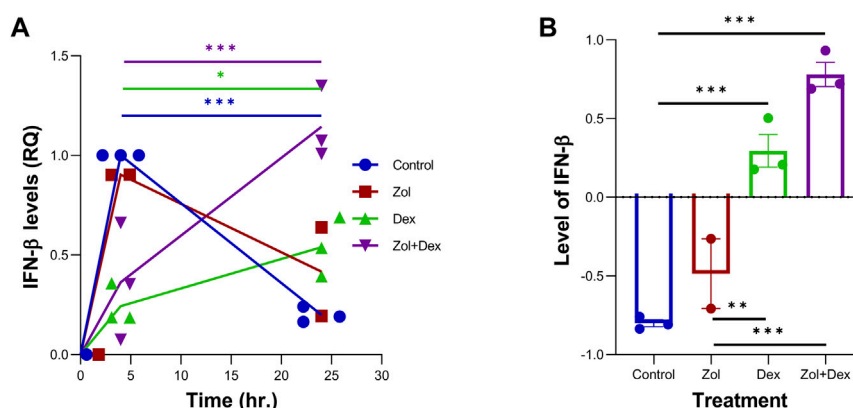 A
***
*
***
IFN-β levels (RQ)
1.5
1.0
0.5
0.0
0 5 10 15 20 25 30
Time (hr.)
Control
Zol
Dex
Zol+Dex
B
***
***
Level of IFN-β
1.0
0.5
0.0
-0.5
-1.0
**
***
Control Zol Dex Zol+Dex
Treatment